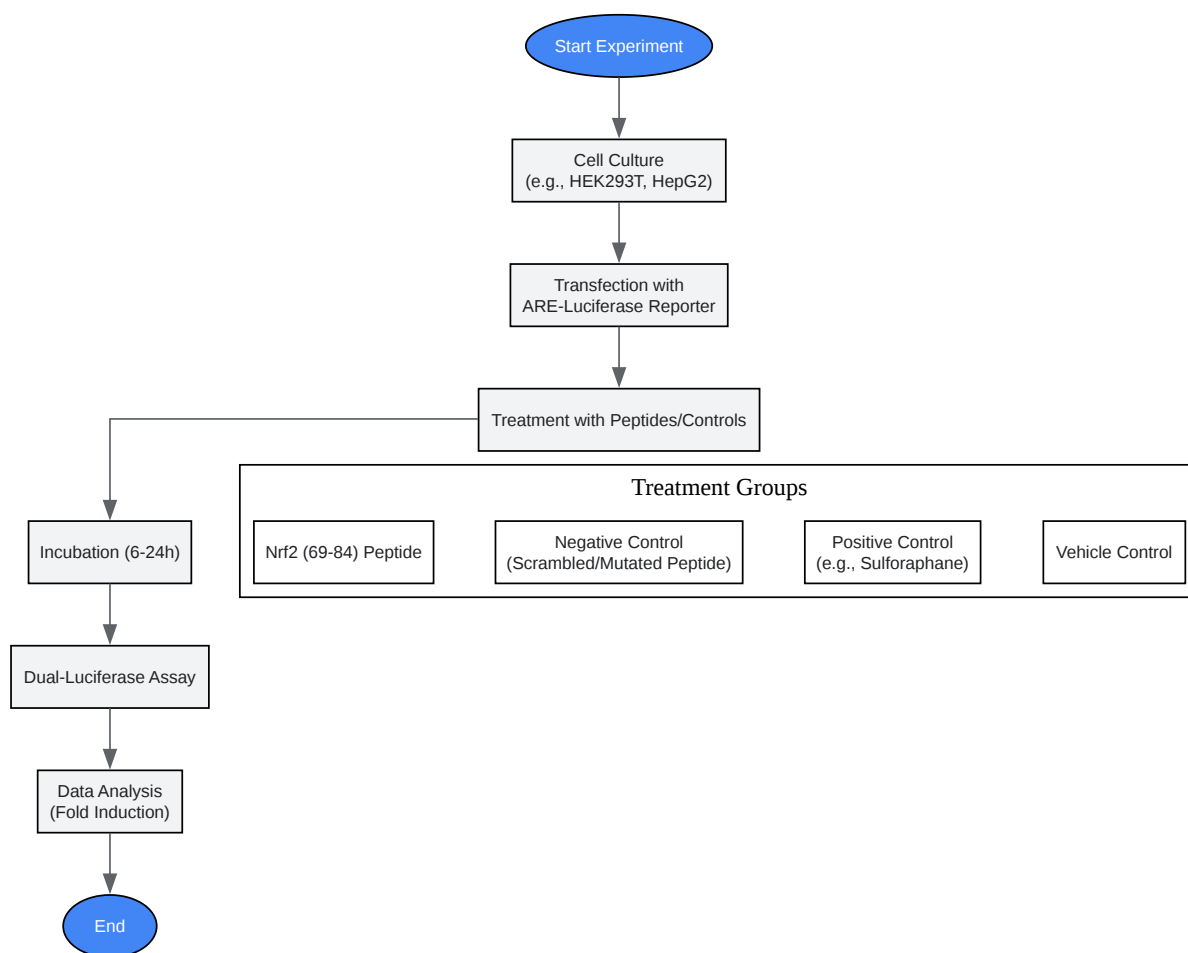 Start Experiment
Cell Culture
(e.g., HEK293T, HepG2)
Transfection with
ARE-Luciferase Reporter
Treatment with Peptides/Controls
Treatment Groups
Incubation (6-24h)
Nrf2 (69-84) Peptide
Negative Control
(Scrambled/Mutated Peptide)
Positive Control
(e.g., Sulforaphane)
Vehicle Control
Dual-Luciferase Assay
Data Analysis
(Fold Induction)
End